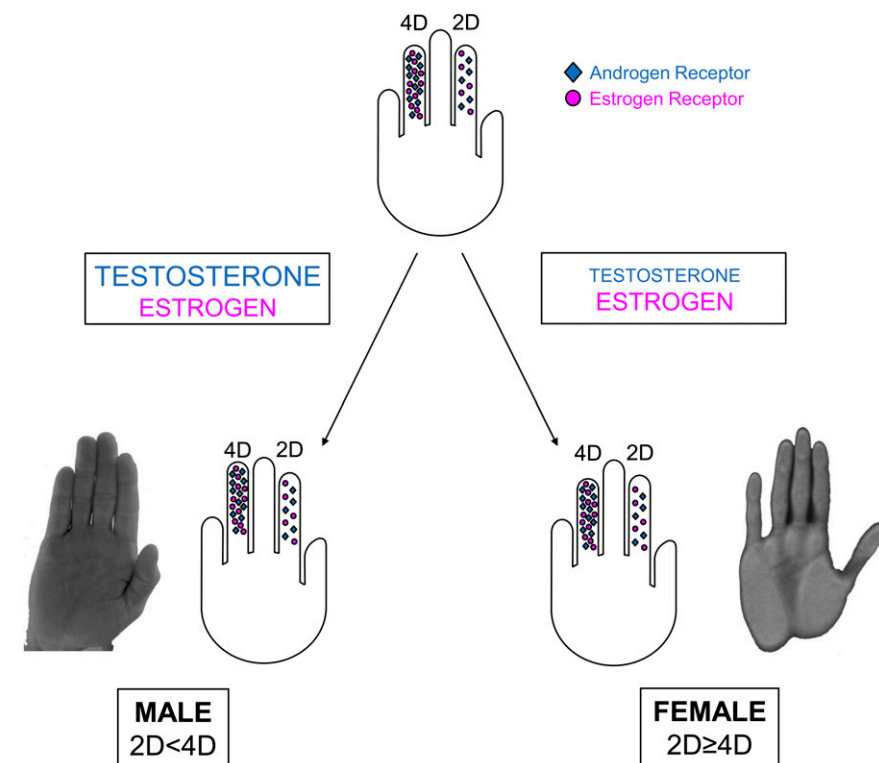 4D 2D
Androgen Receptor
Estrogen Receptor
TESTOSTERONE
ESTROGEN
TESTOSTERONE
ESTROGEN
4D 2D
4D 2D
MALE
2D<4D
FEMALE
2D≥4D